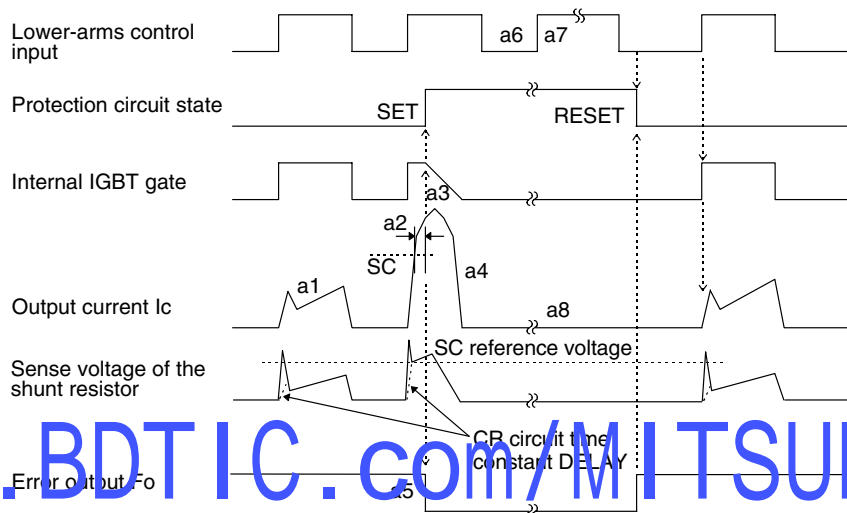 Lower-arms control
input
a6
a7
Protection circuit state
SET
RESET
Internal IGBT gate
a3
a2
SC
a4
a1
Output current Ic
a8
SC reference voltage
Sense voltage of the
shunt resistor
CR circuit time
constant DELAY
.BDTIC.com/MITSU
Error output Fo
a5